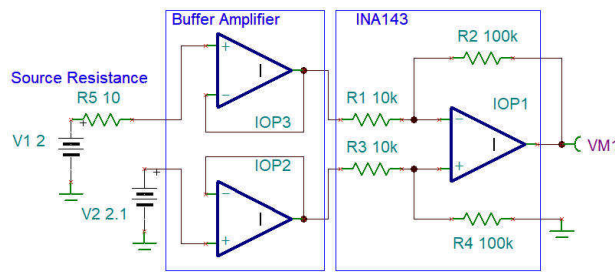 Buffer Amplifier
INA143
R2 100k
Source Resistance
R5 10
+
-
I
IOP3
R1 10k
IOP1
V1 2
+
-
+
I
VM1
IOP2
R3 10k
+
-
+
I
V2 2.1
R4 100k